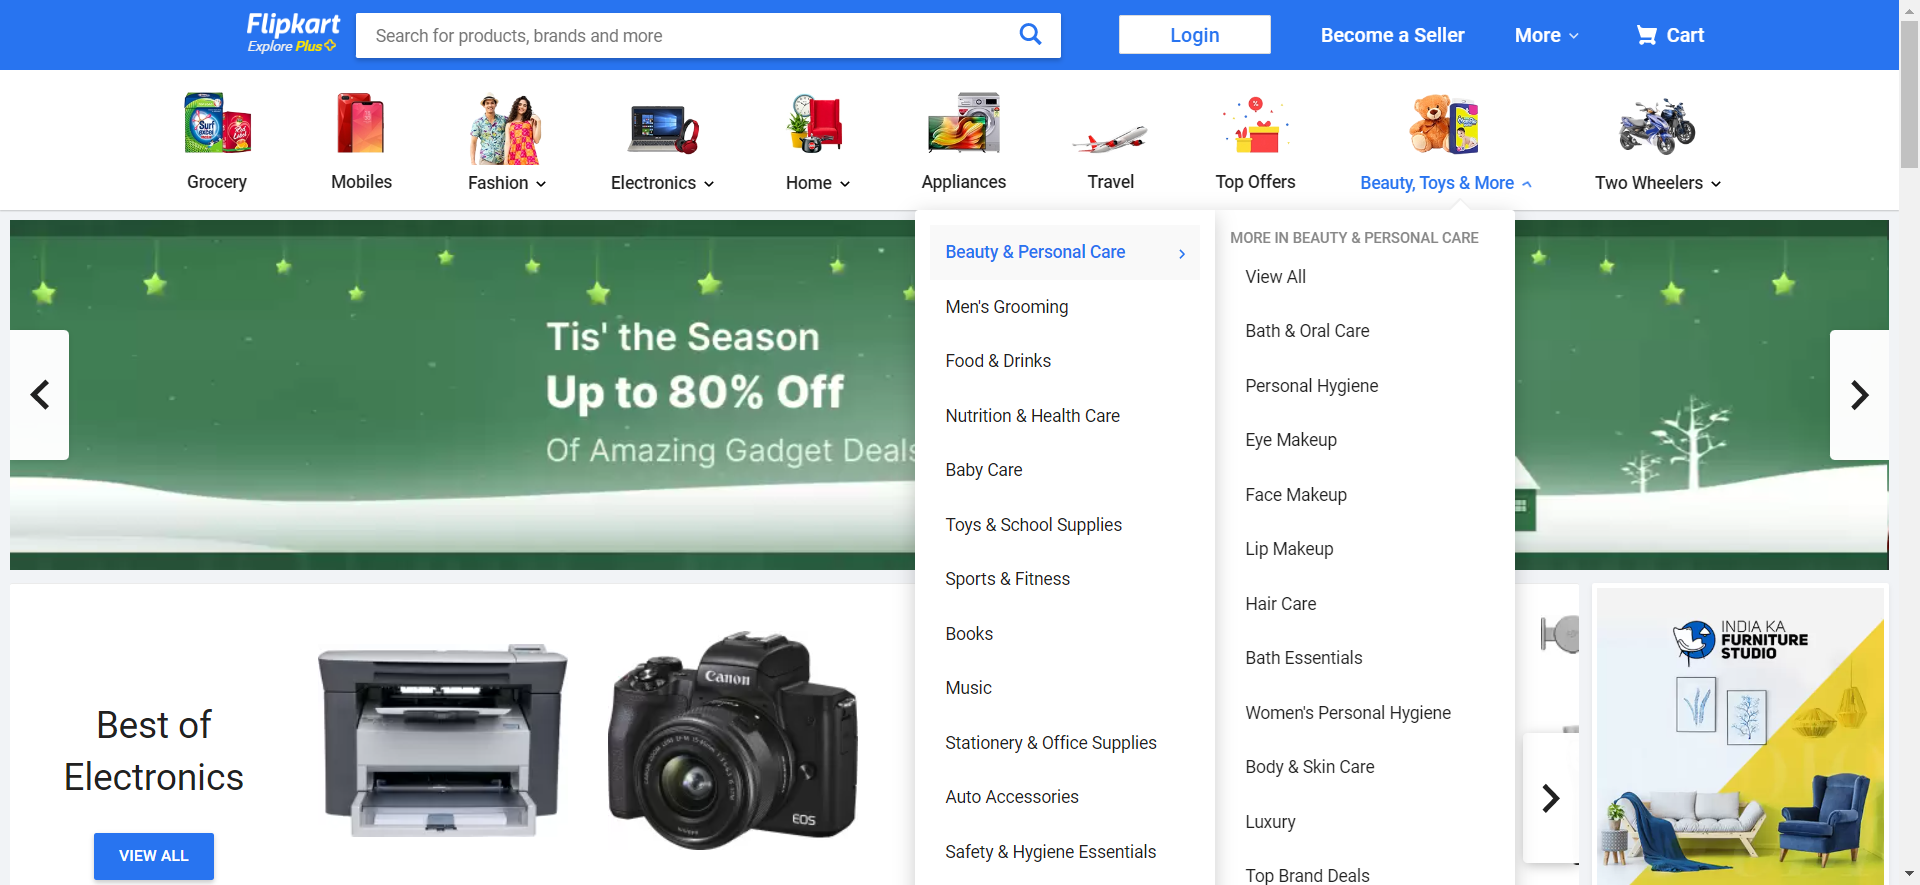 Flipkart
Explore Plus
Search for products, brands and more
Login
Become a Seller
More
Cart
Grocery
Mobiles
Fashion
Electronics
Home
Appliances
Travel
Top Offers
Beauty, Toys & More
Two Wheelers
Tis' the Season
Up to 80% Off
Of Amazing Gadget Deals
Beauty & Personal Care
Men's Grooming
Food & Drinks
Nutrition & Health Care
Baby Care
Toys & School Supplies
Sports & Fitness
Books
Music
Stationery & Office Supplies
Auto Accessories
Safety & Hygiene Essentials
MORE IN BEAUTY & PERSONAL CARE
View All
Bath & Oral Care
Personal Hygiene
Eye Makeup
Face Makeup
Lip Makeup
Hair Care
Bath Essentials
Women's Personal Hygiene
Body & Skin Care
Luxury
Top Brand Deals
Best of
Electronics
VIEW ALL
Canon
EOS
INDIA KA
FURNITURE
STUDIO